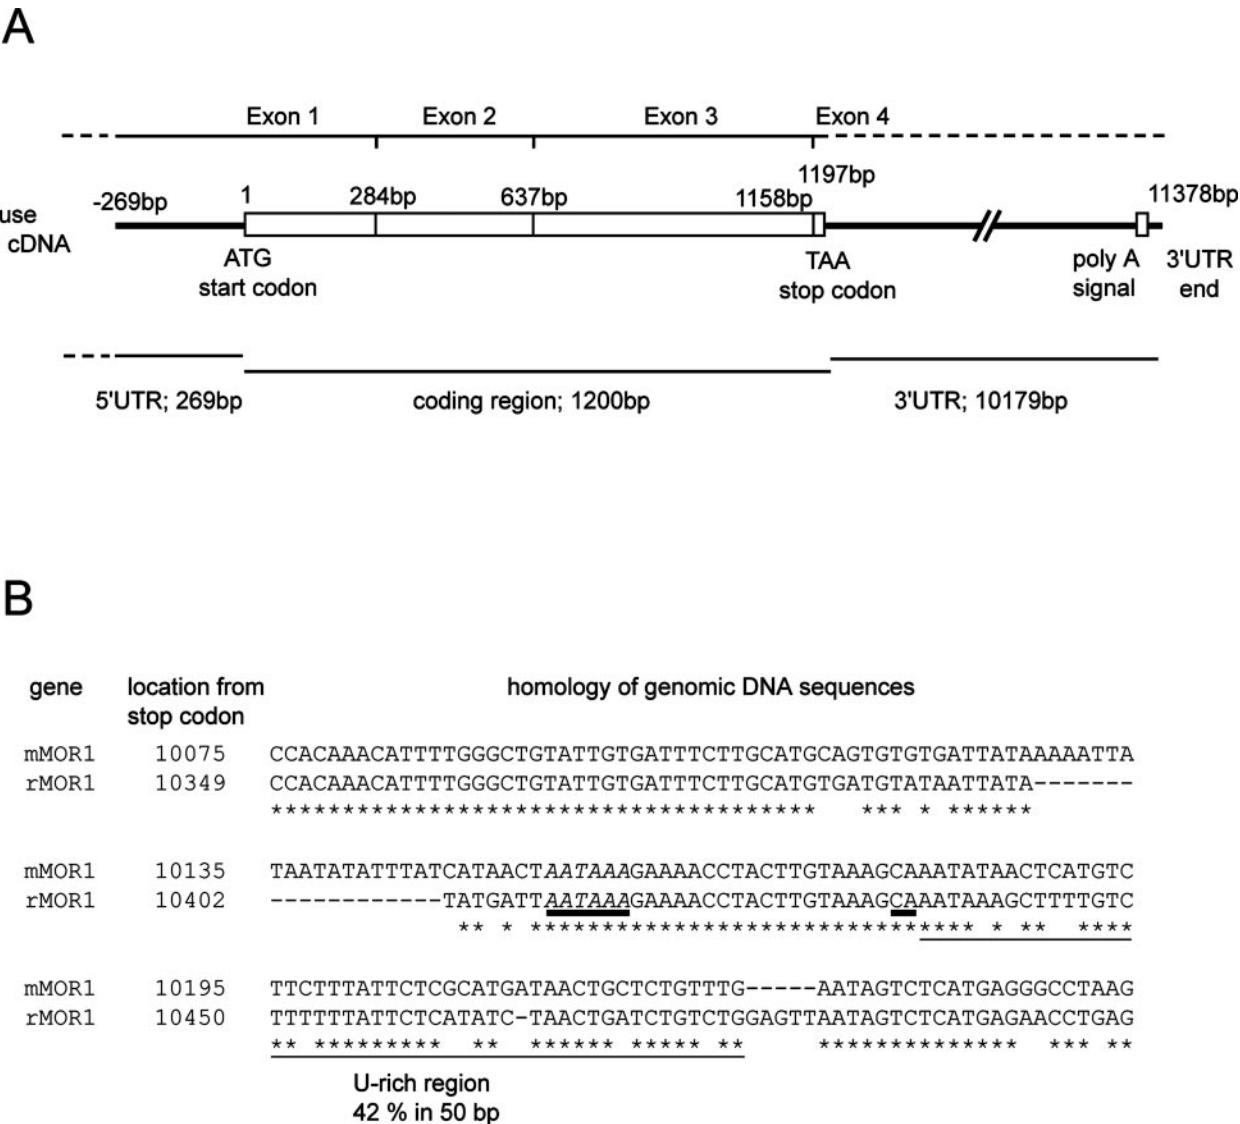 A
Exon 1 Exon 2 Exon 3 Exon 4
-269bp 1 284bp 637bp 1158bp 1197bp 11378bp
use
cDNA
ATG TAA poly A 3'UTR
start codon stop codon signal end
5'UTR; 269bp coding region; 1200bp 3'UTR; 10179bp
B
gene location from homology of genomic DNA sequences
stop codon
mMOR1 10075 CCACAAACATTTTGGGCTGTATTGTGATTTCTTGCATGCAGTGTGTGATTATAAAAATTA
rMOR1 10349 CCACAAACATTTTGGGCTGTATTGTGATTTCTTGCATGTGATGTATAATTATA-------
************************************** *** * ******
mMOR1 10135 TAATATATTTATCATAACTAATAAAGAAAACCTACTTGTAAAGCAAATATAACTCATGTC
rMOR1 10402 ------------TATGATTAATAAAGAAAACCTACTTGTAAAGCAAATAAAGCTTTTGTC
** * ****************************** * ** ****
mMOR1 10195 TTCTTTATTCTCGCATGATAACTGCTCTGTTTG-----AATAGTCTCATGAGGGCCTAAG
rMOR1 10450 TTTTTTATTCTCATATC-TAACTGATCTGTCTGGAGTTAATAGTCTCATGAGAACCTGAG
** ********* ** ****** ***** ** ************** *** **
U-rich region
42 % in 50 bp